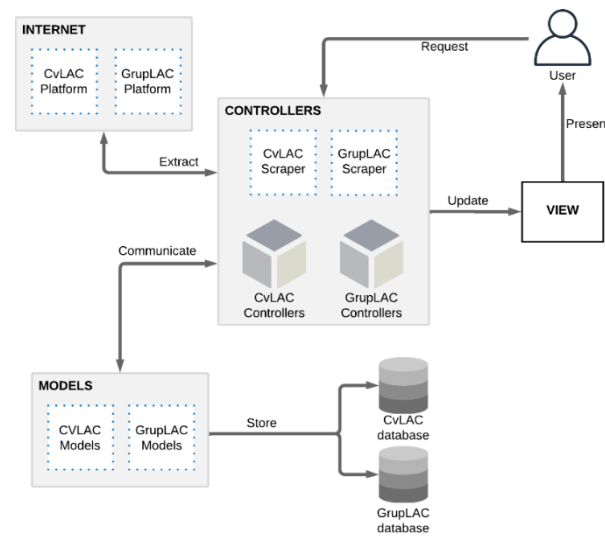 INTERNET
CvLAC
Platform
GrupLAC
Platform
Request
User
CONTROLLERS
CvLAC
Scraper
GrupLAC
Scraper
Extract
Presen
Update
VIEW
Communicate
CvLAC
Controllers
GrupLAC
Controllers
MODELS
CVLAC
Models
GrupLAC
Models
Store
CvLAC
database
GrupLAC
database